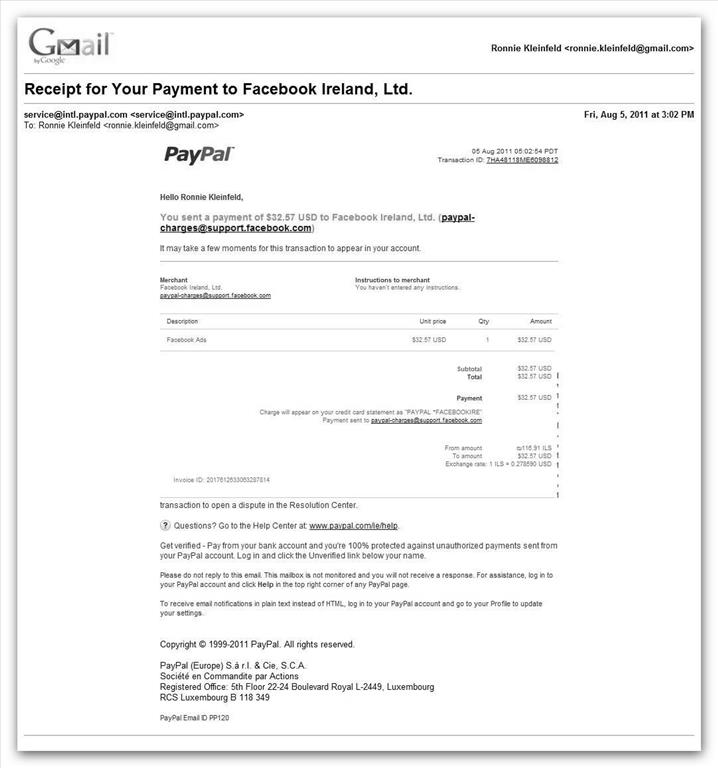 Gmail
by Google
Ronnie Kleinfeld <ronnie.kleinfeld@gmail.com>
Receipt for Your Payment to Facebook Ireland, Ltd.
service@intl.paypal.com <service@intl.paypal.com>
Fri, Aug 5, 2011 at 3:02 PM
To: Ronnie Kleinfeld <ronnie.kleinfeld@gmail.com>
PayPal
05 Aug 2011 05:02:54 PDT
Transaction ID: 7HA48118ME6098812
Hello Ronnie Kleinfeld,
You sent a payment of $32.57 USD to Facebook Ireland, Ltd. (paypal-
charges@support.facebook.com)
It may take a few moments for this transaction to appear in your account.
Merchant
Facebook Ireland, Ltd.
paypal-charges@support.facebook.com
Instructions to merchant
You haven't entered any instructions.
Description Unit price Qty Amount
Facebook Ads $32.57 USD 1 $32.57 USD
Subtotal $32.57 USD
Total $32.57 USD
Payment $32.57 USD
Charge will appear on your credit card statement as "PAYPAL *FACEBOOKIRE"
Payment sent to paypal-charges@support.facebook.com
From amount ₪116.91 ILS
To amount $32.57 USD
Exchange rate: 1 ILS = 0.278590 USD
Invoice ID: 2017612633063287814
transaction to open a dispute in the Resolution Center.
? Questions? Go to the Help Center at: www.paypal.com/ie/help.
Get verified - Pay from your bank account and you're 100% protected against unauthorized payments sent from
your PayPal account. Log in and click the Unverified link below your name.
Please do not reply to this email. This mailbox is not monitored and you will not receive a response. For assistance, log in to
your PayPal account and click Help in the top right corner of any PayPal page.
To receive email notifications in plain text instead of HTML, log in to your PayPal account and go to your Profile to update
your settings.
Copyright © 1999-2011 PayPal. All rights reserved.
PayPal (Europe) S.à r.l. & Cie, S.C.A.
Société en Commandite par Actions
Registered Office: 5th Floor 22-24 Boulevard Royal L-2449, Luxembourg
RCS Luxembourg B 118 349
PayPal Email ID PP120